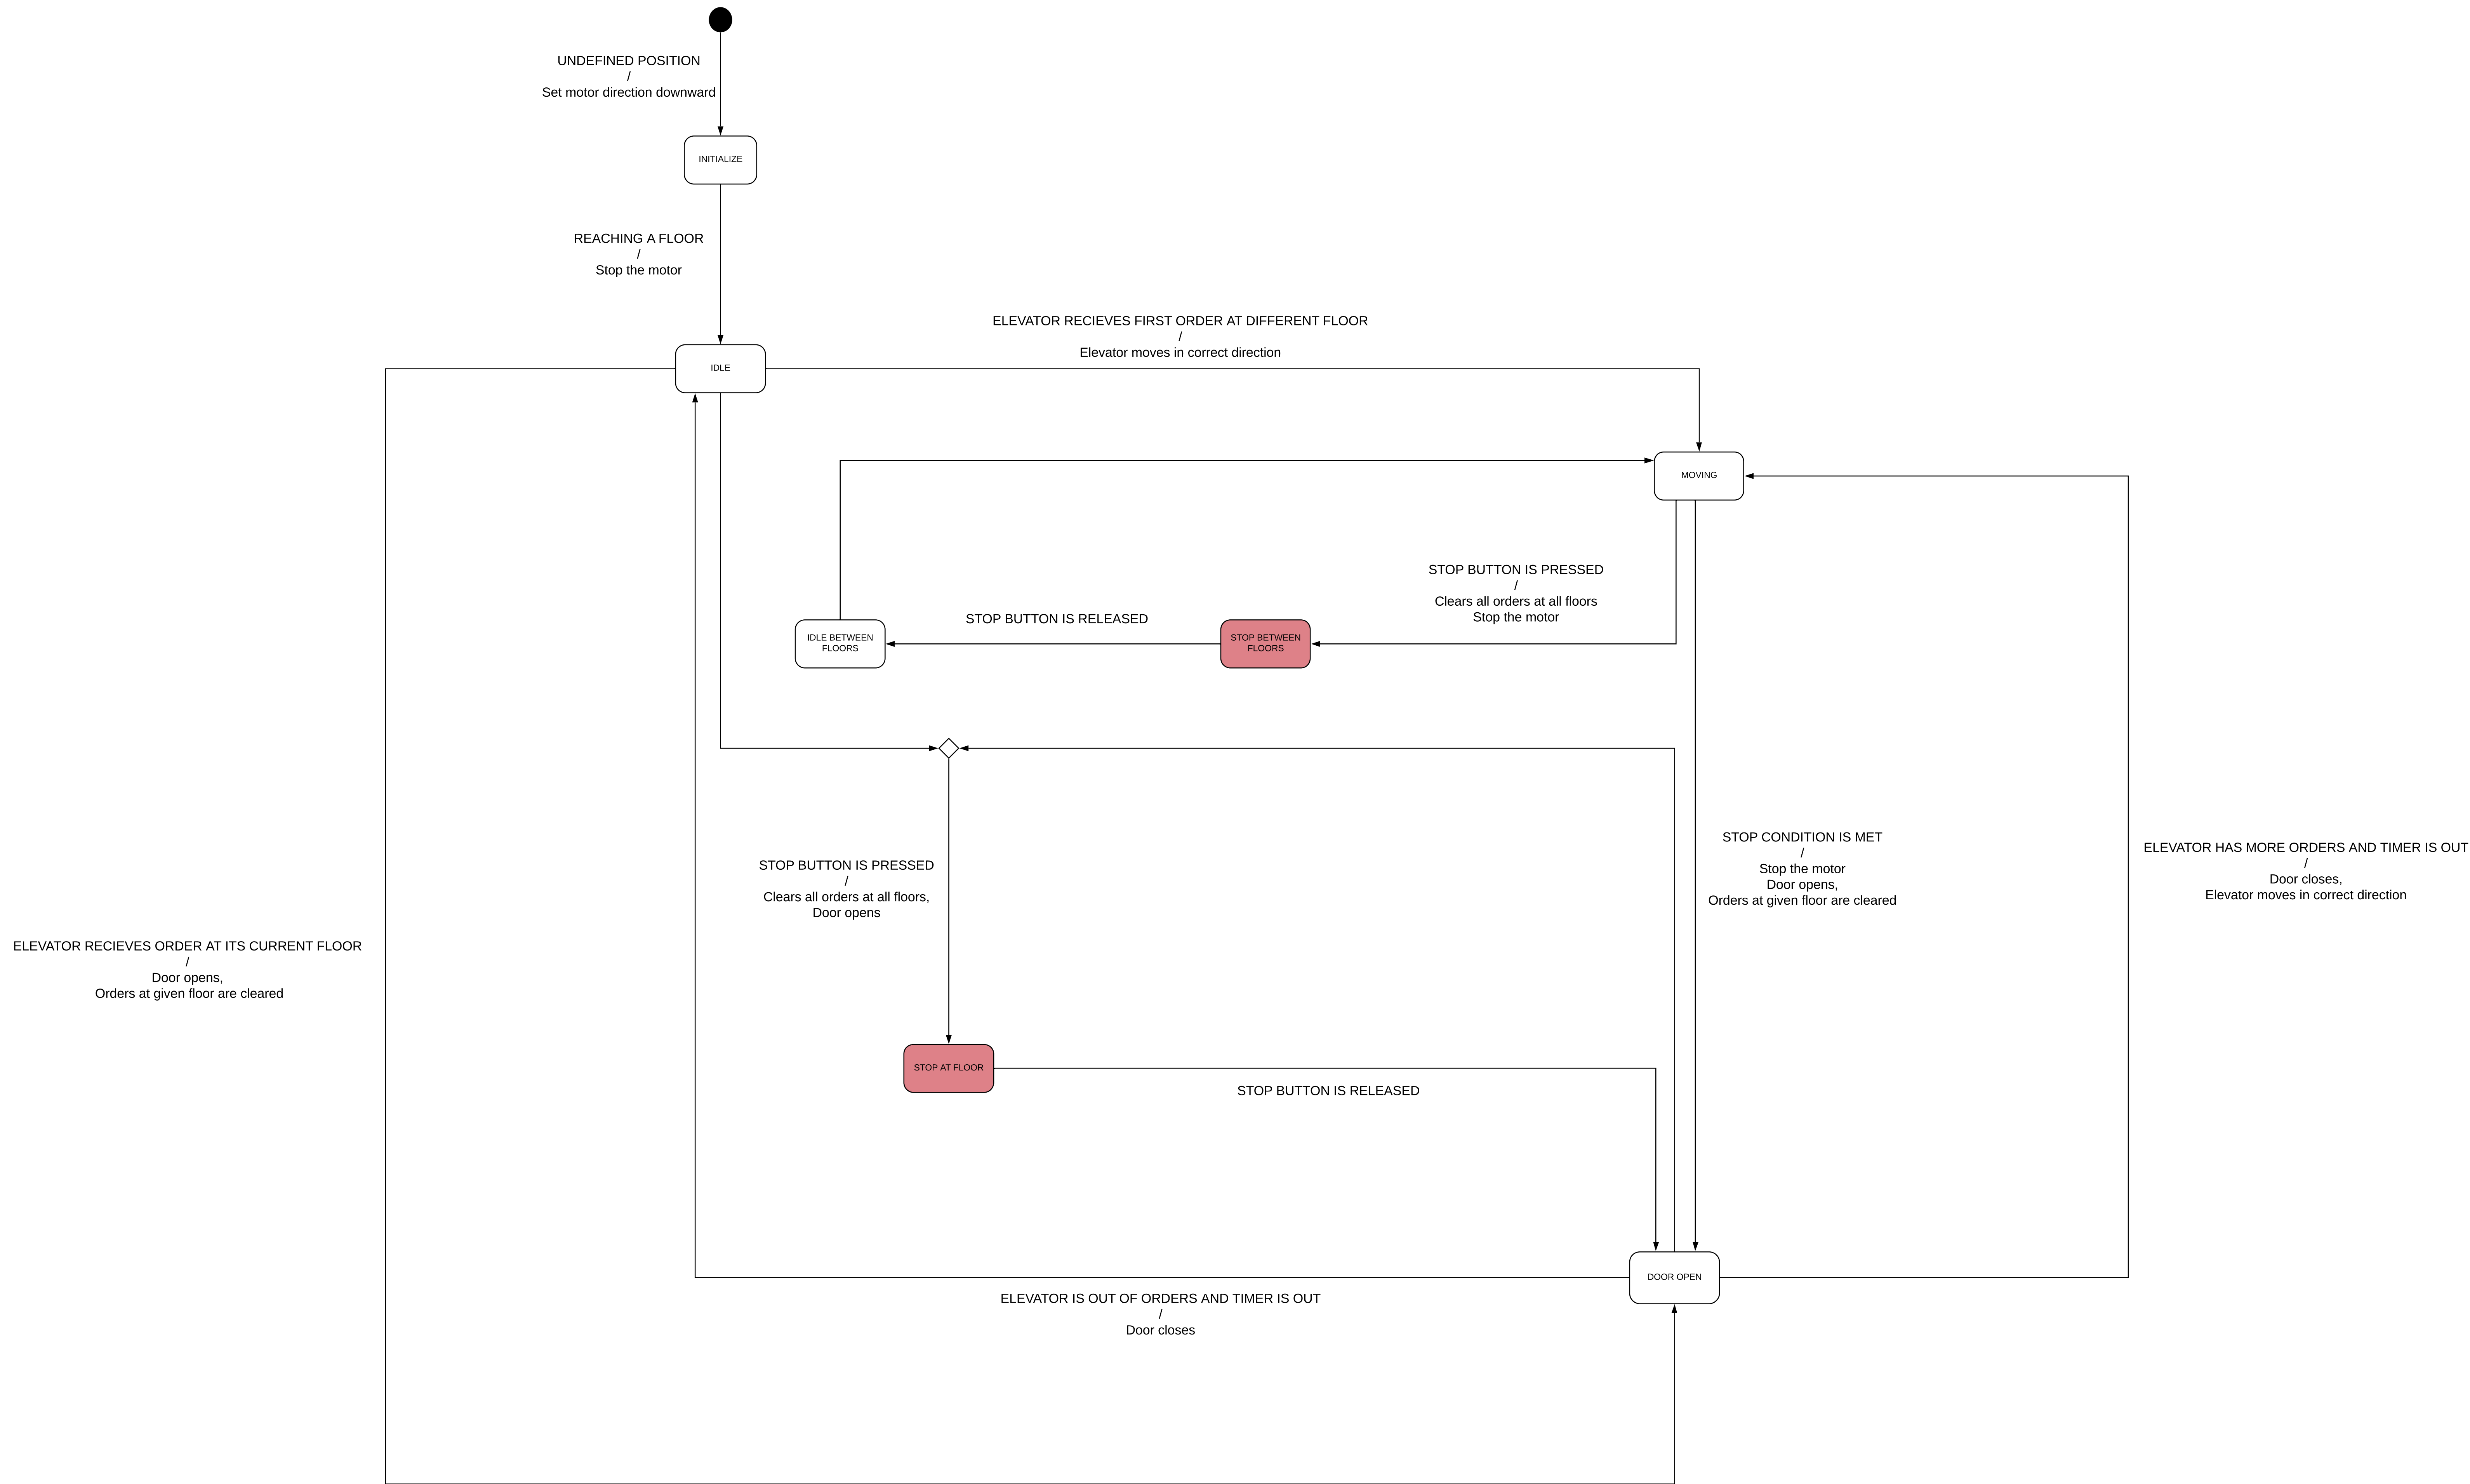 UNDEFINED POSITION
/
Set motor direction downward
INITIALIZE
REACHING A FLOOR
/
Stop the motor
ELEVATOR RECIEVES FIRST ORDER AT DIFFERENT FLOOR
/
Elevator moves in correct direction
IDLE
MOVING
STOP BUTTON IS PRESSED
/
Clears all orders at all floors
Stop the motor
STOP BUTTON IS RELEASED
IDLE BETWEEN
FLOORS
STOP BETWEEN
FLOORS
STOP CONDITION IS MET
/
Stop the motor
Door opens,
Orders at given floor are cleared
ELEVATOR HAS MORE ORDERS AND TIMER IS OUT
/
Door closes,
Elevator moves in correct direction
STOP BUTTON IS PRESSED
/
Clears all orders at all floors,
Door opens
ELEVATOR RECIEVES ORDER AT ITS CURRENT FLOOR
/
Door opens,
Orders at given floor are cleared
STOP AT FLOOR
STOP BUTTON IS RELEASED
DOOR OPEN
ELEVATOR IS OUT OF ORDERS AND TIMER IS OUT
/
Door closes